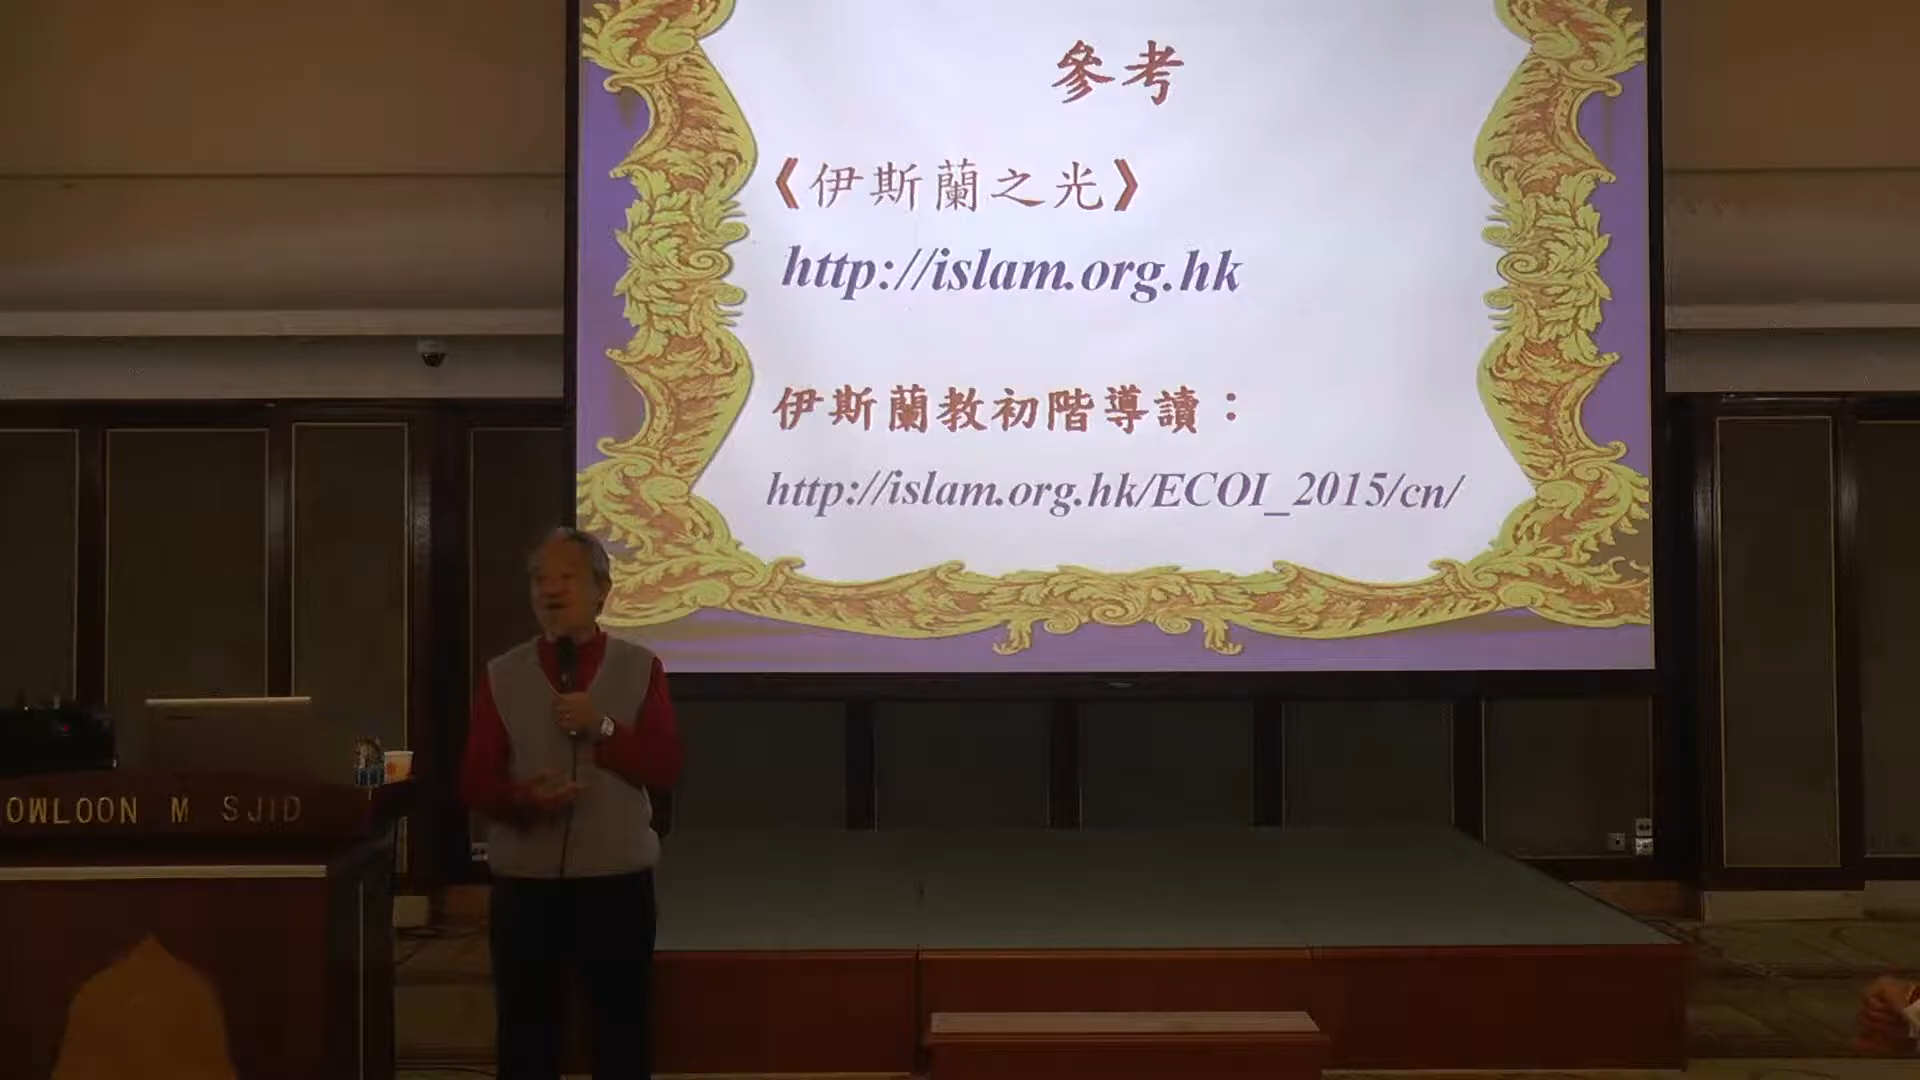 參考
《伊斯蘭之光》
http://islam.org.hk
伊斯蘭教初階導讀：
http://islam.org.hk/ECOI_2015/cn/
OWLOON M SJID